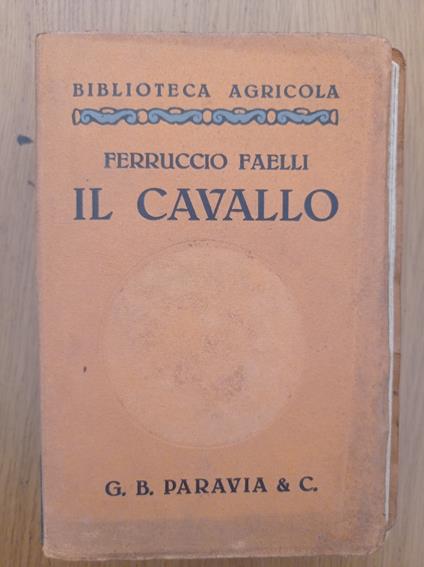 BIBLIOTECA AGRICOLA
FERRUCCIO FAELLI
IL CAVALLO
G. B. PARAVIA & C.